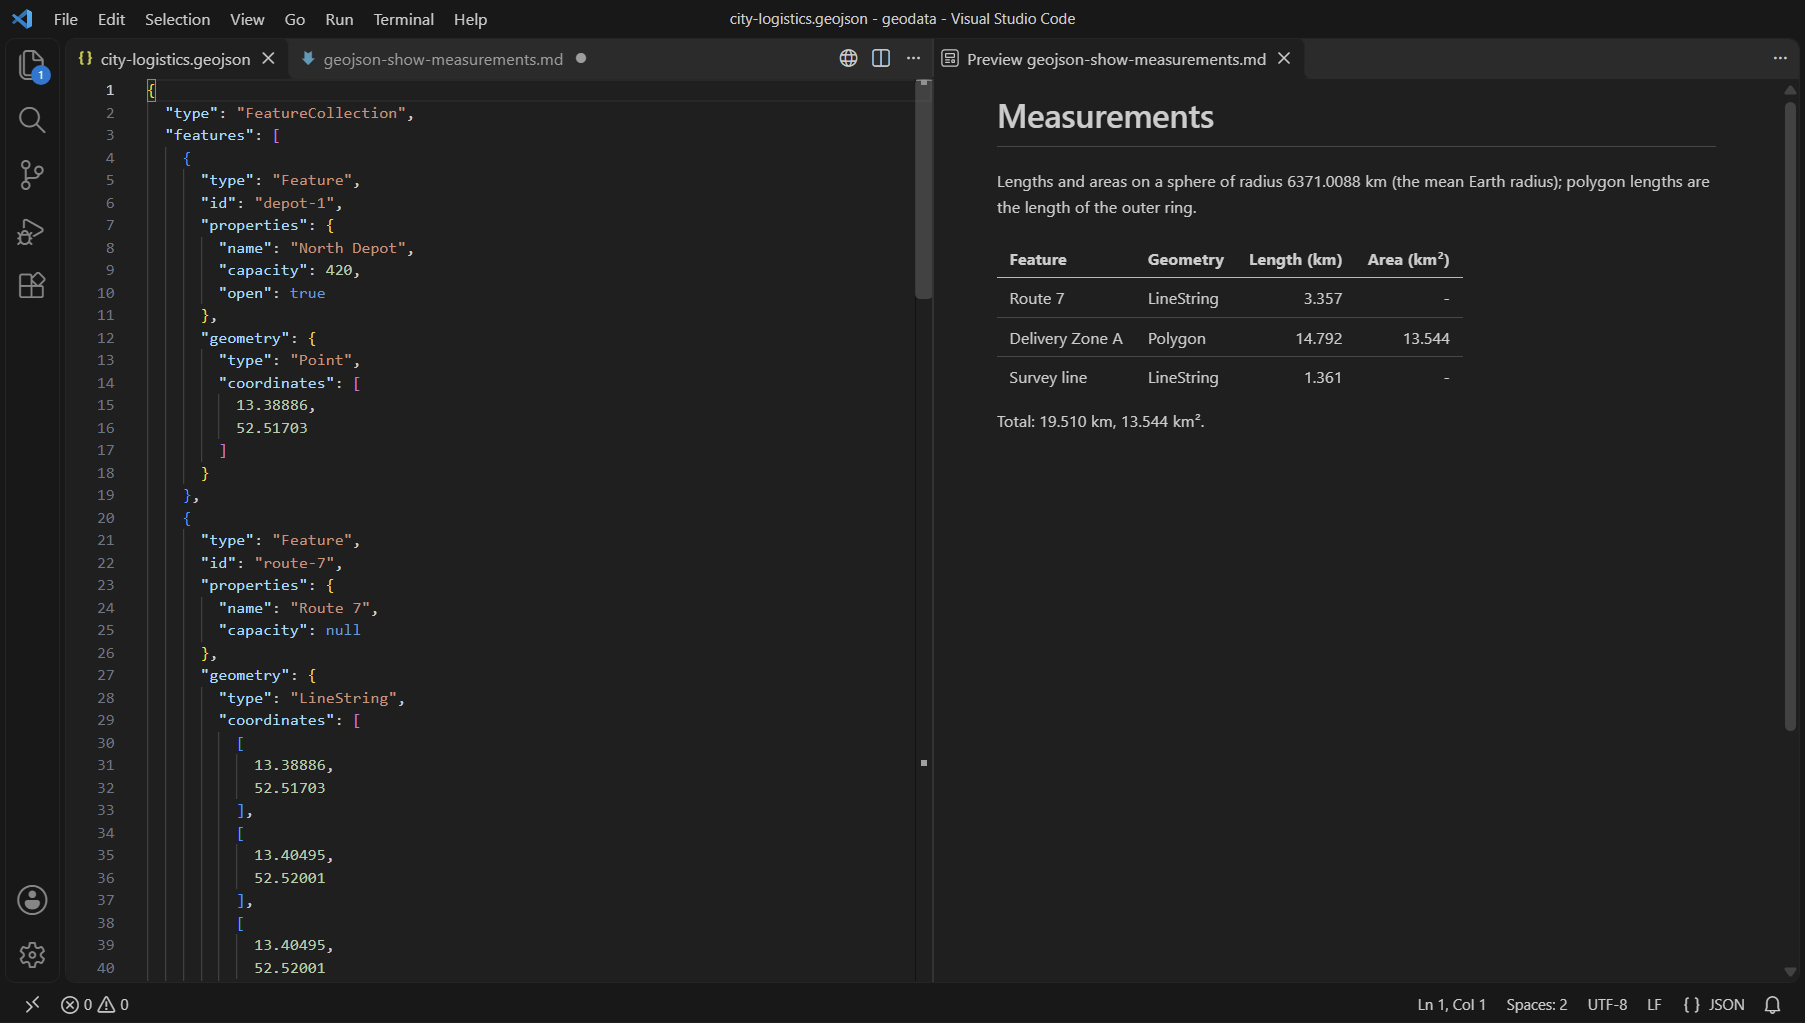 File Edit Selection View Go Run Terminal Help
city-logistics.geojson - geodata - Visual Studio Code
1
{} city-logistics.geojson
geojson-show-measurements.md
Preview geojson-show-measurements.md
1 {
2 "type": "FeatureCollection",
3 "features": [
4 {
5 "type": "Feature",
6 "id": "depot-1",
7 "properties": {
8 "name": "North Depot",
9 "capacity": 420,
10 "open": true
11 },
12 "geometry": {
13 "type": "Point",
14 "coordinates": [
15 13.38886,
16 52.51703
17 ]
18 }
19 },
20 {
21 "type": "Feature",
22 "id": "route-7",
23 "properties": {
24 "name": "Route 7",
25 "capacity": null
26 },
27 "geometry": {
28 "type": "LineString",
29 "coordinates": [
30 [
31 13.38886,
32 52.51703
33 ],
34 [
35 13.40495,
36 52.52001
37 ],
38 [
39 13.40495,
40 52.52001
Measurements
Lengths and areas on a sphere of radius 6371.0088 km (the mean Earth radius); polygon lengths are
the length of the outer ring.
Feature Geometry Length (km) Area (km²)
Route 7 LineString 3.357 -
Delivery Zone A Polygon 14.792 13.544
Survey line LineString 1.361 -
Total: 19.510 km, 13.544 km².
0 0
Ln 1, Col 1 Spaces: 2 UTF-8 LF {} JSON